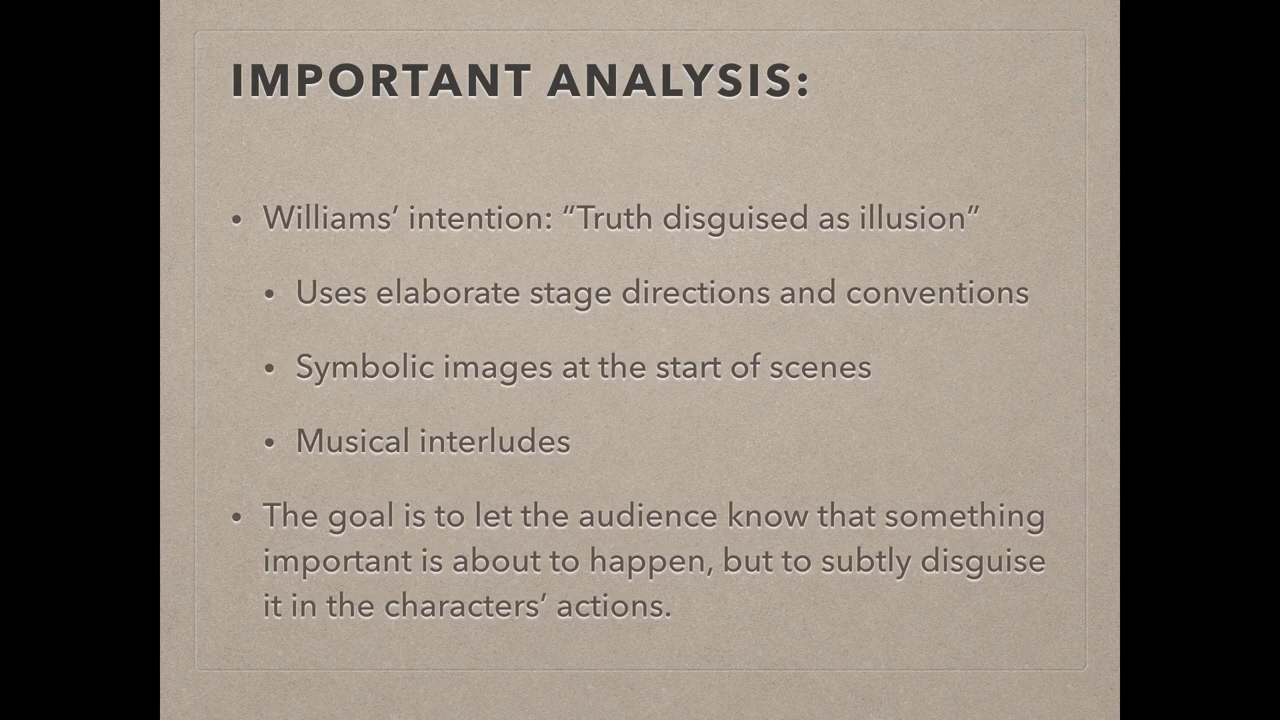 IMPORTANT ANALYSIS:
• Williams’ intention: “Truth disguised as illusion”
• Uses elaborate stage directions and conventions
• Symbolic images at the start of scenes
• Musical interludes
• The goal is to let the audience know that something
important is about to happen, but to subtly disguise
it in the characters’ actions.